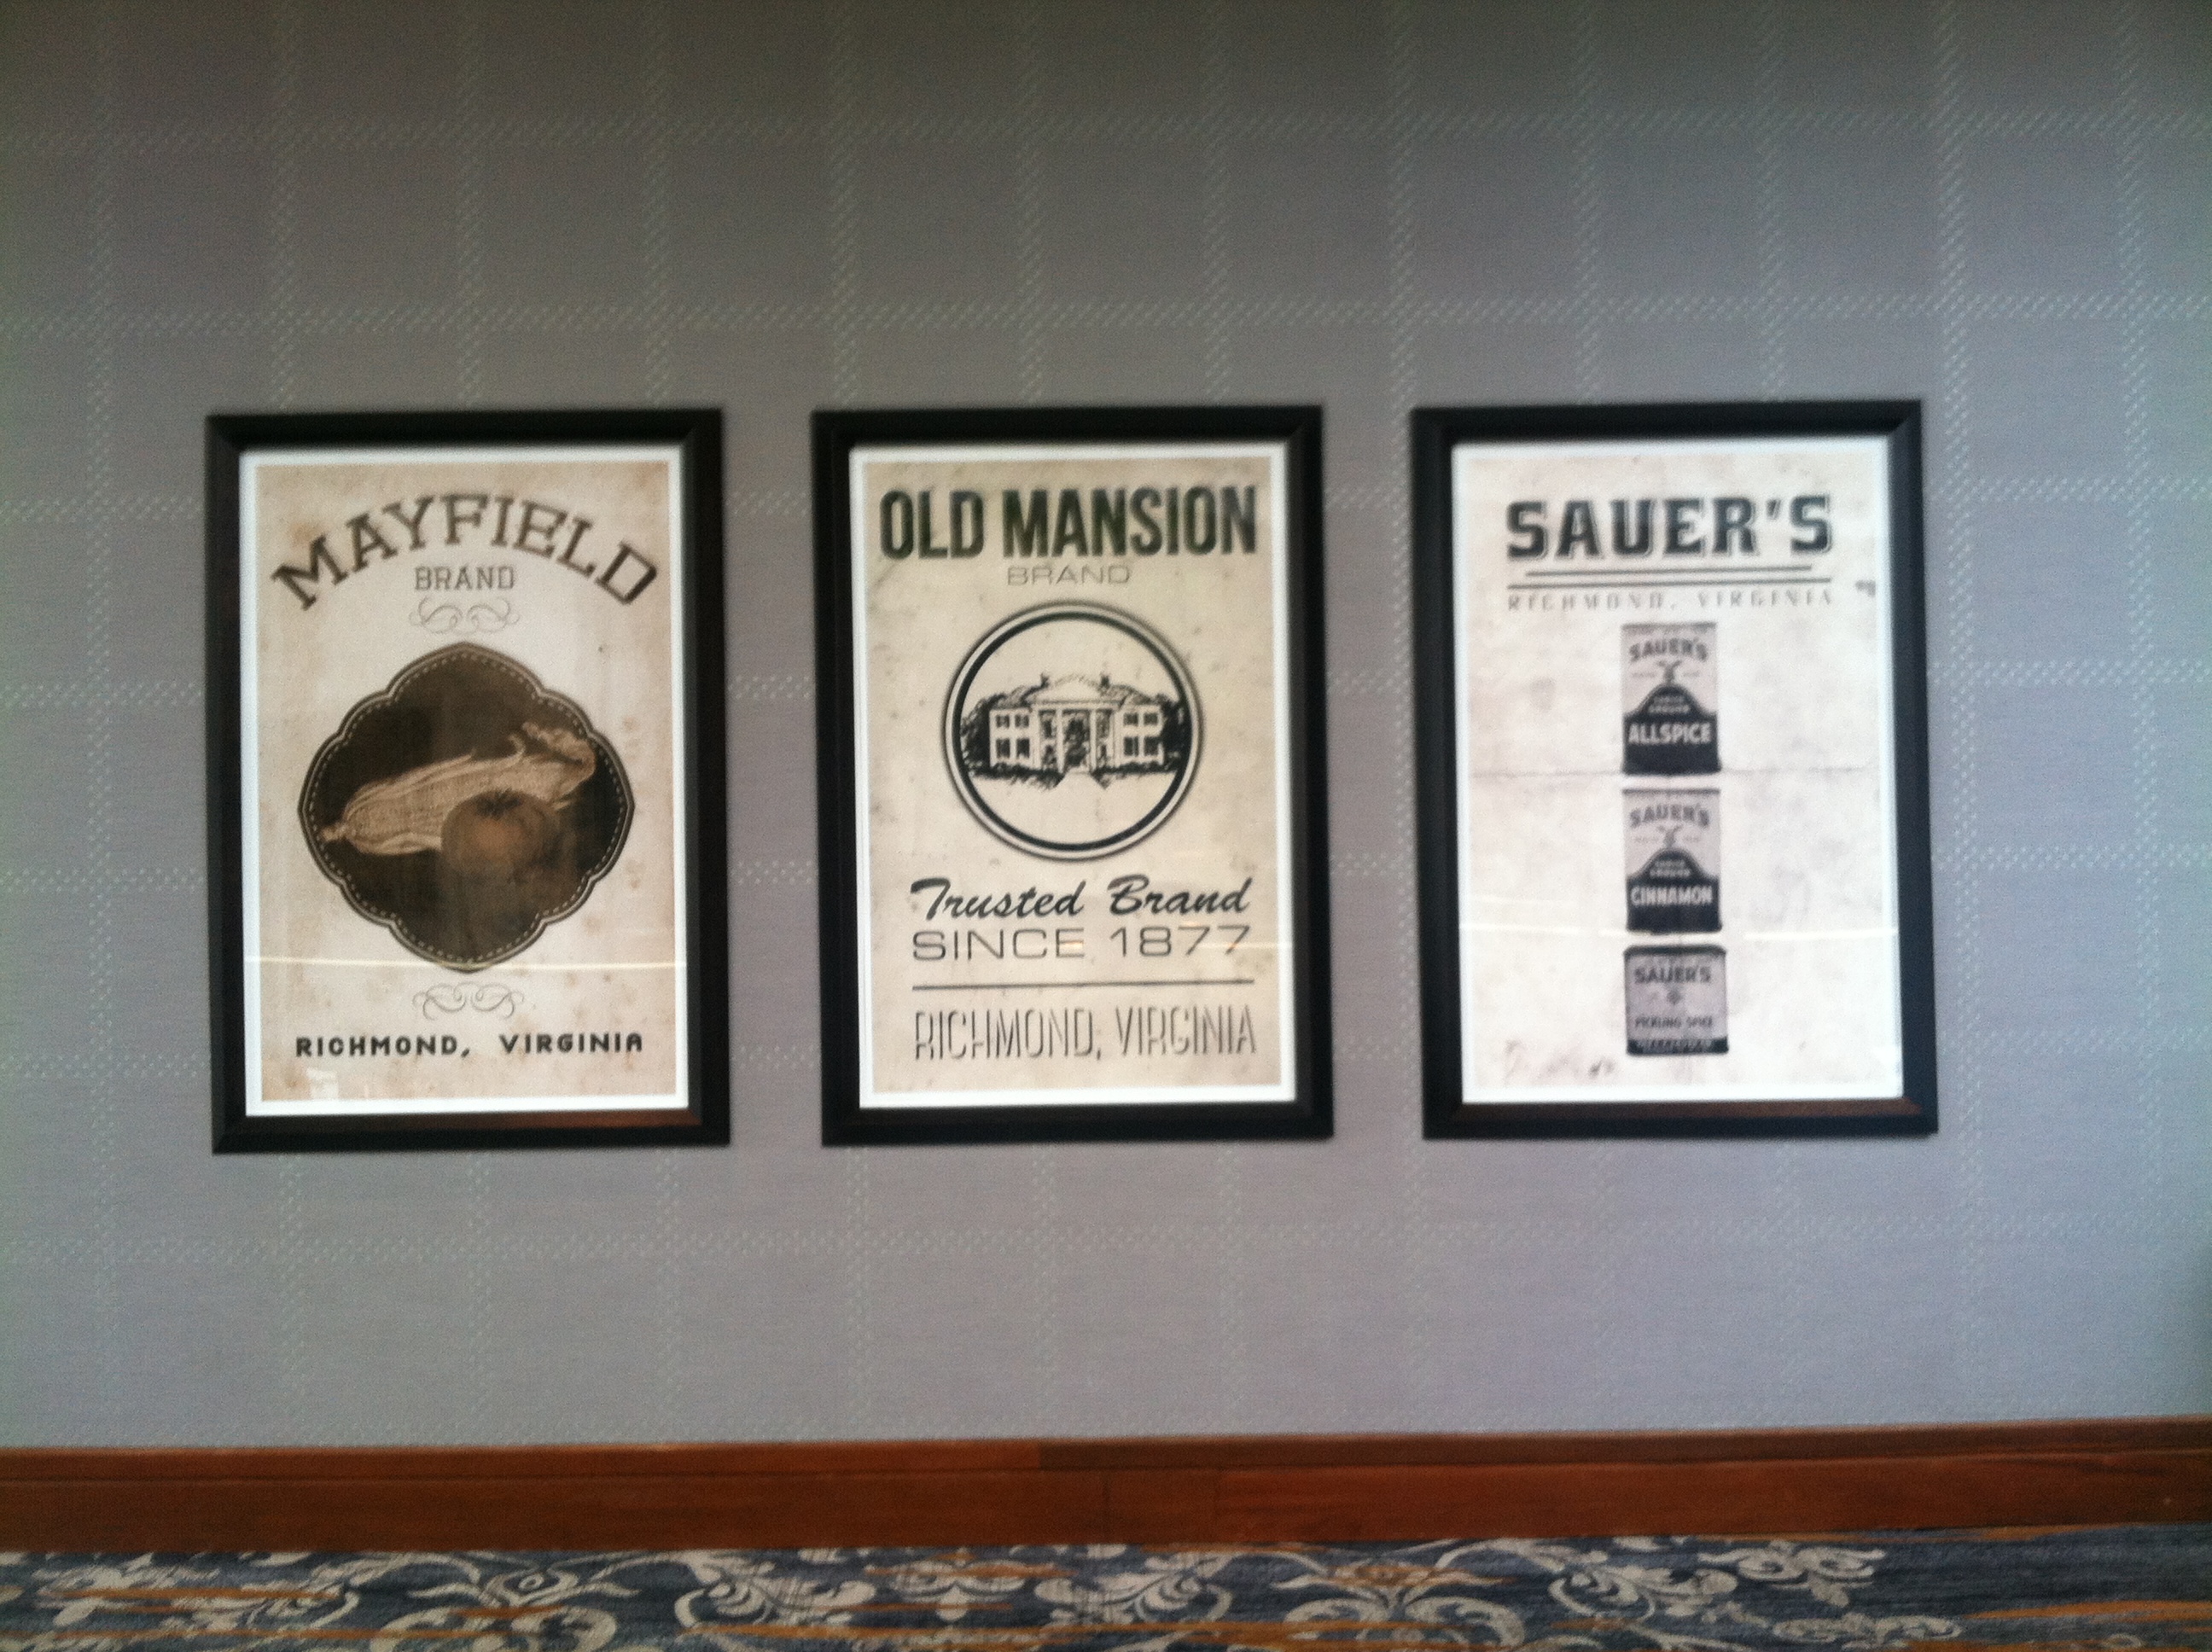 MAYFIELD
BRAND
RICHMOND, VIRGINIA
OLD MANSION
BRAND
Trusted Brand
SINCE 1877
RICHMOND, VIRGINIA
SAUER'S
RICHMOND, VIRGINIA
SAUER'S
ALLSPICE
SAUER'S
CINNAMON
SAUER'S
PICKLING SPICE